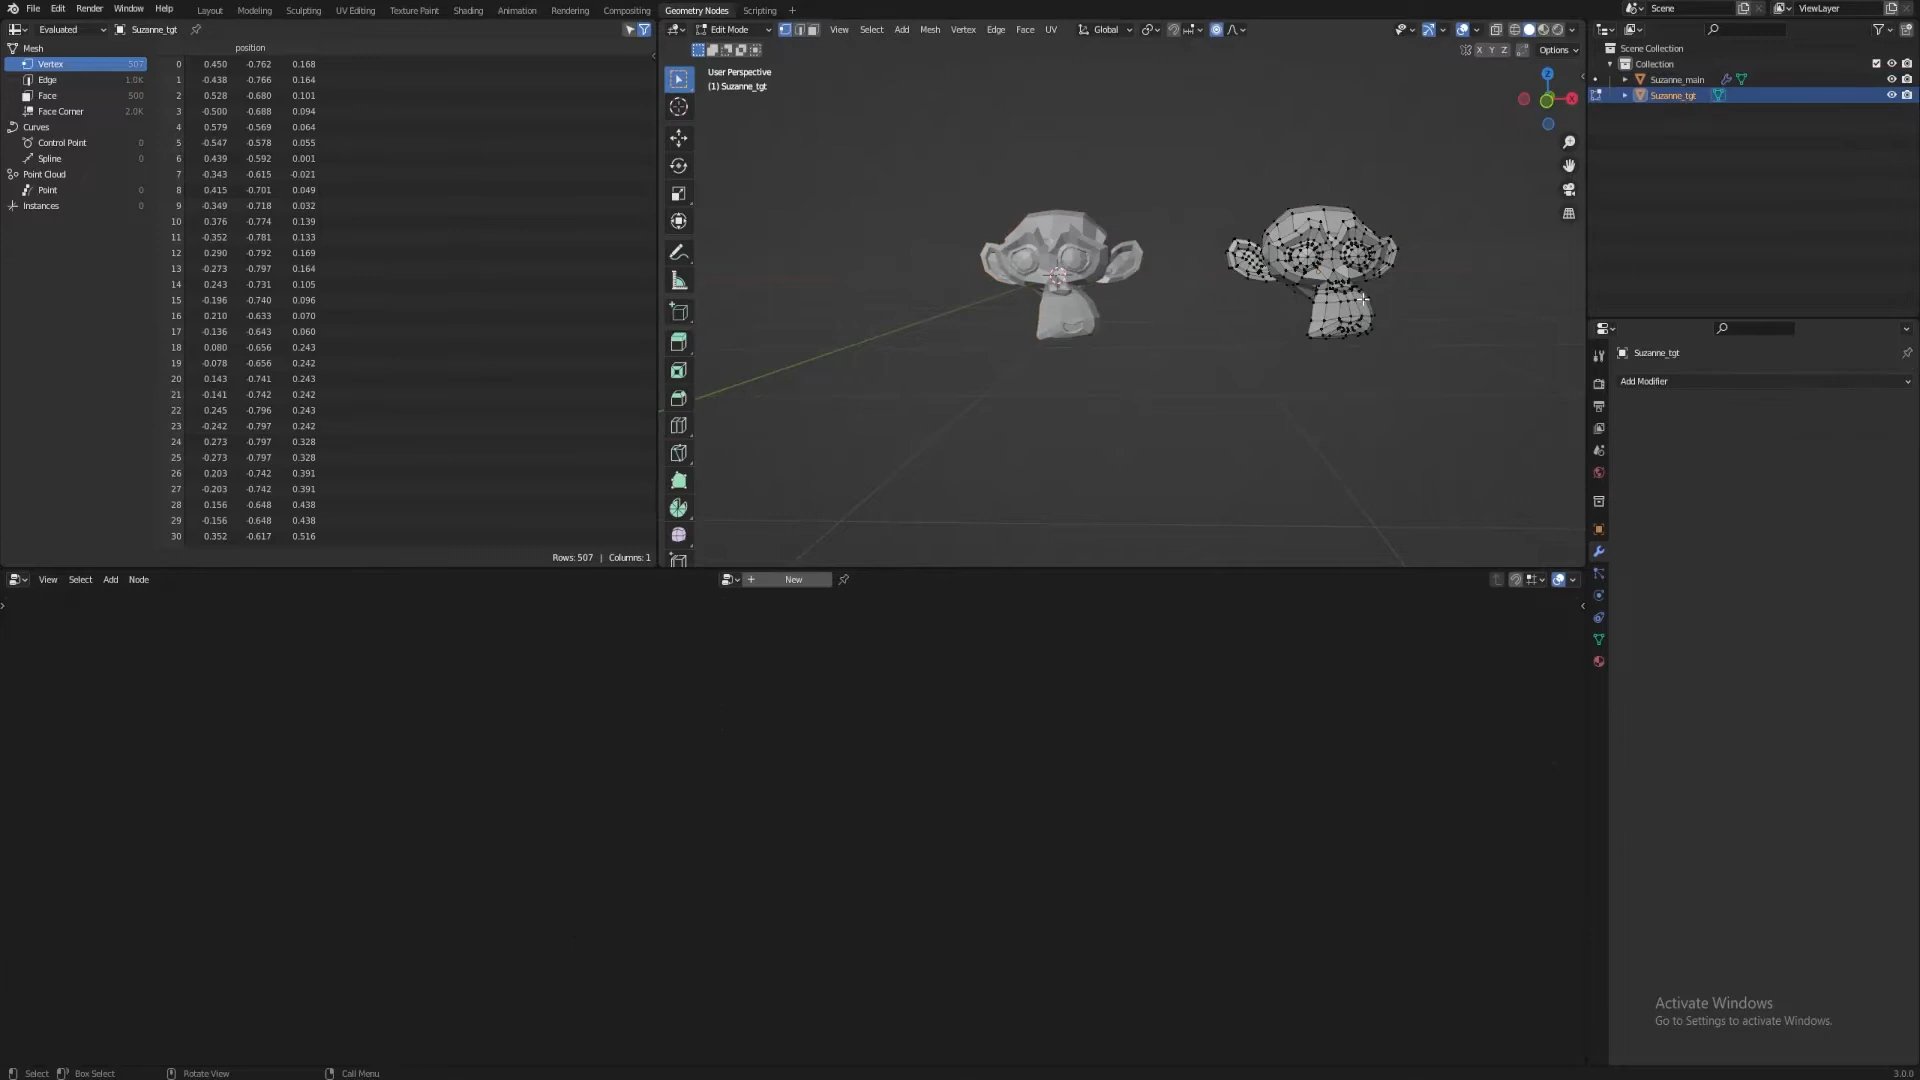 File Edit Render Window Help Layout Modeling Sculpting UV Editing Texture Paint Shading Animation Rendering Compositing Geometry Nodes Scripting + Scene ViewLayer
Evaluated Suzanne_tgt
Edit Mode View Select Add Mesh Vertex Edge Face UV Global
X Y Z Options
Mesh position
Vertex 507
Edge 1.0K
Face 500
Face Corner 2.0K
Curves
Control Point 0
Spline 0
Point Cloud
Point 0
Instances 0
0 0.450 -0.762 0.168
1 -0.438 -0.766 0.164
2 0.528 -0.680 0.101
3 -0.500 -0.688 0.094
4 0.579 -0.569 0.064
5 -0.547 -0.578 0.055
6 0.439 -0.592 0.001
7 -0.343 -0.615 -0.021
8 0.415 -0.701 0.049
9 -0.349 -0.718 0.032
10 0.376 -0.774 0.139
11 -0.352 -0.781 0.133
12 0.290 -0.792 0.169
13 -0.273 -0.797 0.164
14 0.243 -0.731 0.105
15 -0.196 -0.740 0.096
16 0.210 -0.633 0.070
17 -0.136 -0.643 0.060
18 0.080 -0.656 0.243
19 -0.078 -0.656 0.242
20 0.143 -0.741 0.243
21 -0.141 -0.742 0.242
22 0.245 -0.796 0.243
23 -0.242 -0.797 0.242
24 0.273 -0.797 0.328
25 -0.273 -0.797 0.328
26 0.203 -0.742 0.391
27 -0.203 -0.742 0.391
28 0.156 -0.648 0.438
29 -0.156 -0.648 0.438
30 0.352 -0.617 0.516
Rows: 507 | Columns: 1
User Perspective
(1) Suzanne_tgt
Z
X
Scene Collection
Collection
Suzanne_main
Suzanne_tgt
Suzanne_tgt
Add Modifier
View Select Add Node
+ New
Activate Windows
Go to Settings to activate Windows.
Select Box Select Rotate View Call Menu 3.0.0